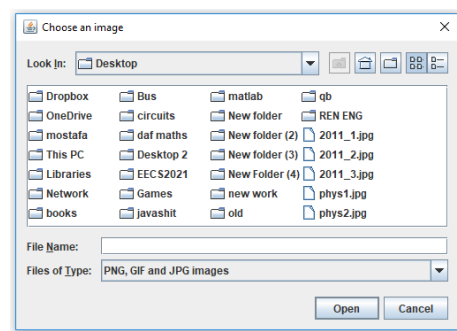 Choose an image
Look In: Desktop
Dropbox Bus matlab qb
OneDrive circuits New folder REN ENG
mostafa daf maths New folder (2) 2011_1.jpg
This PC Desktop 2 New folder (3) 2011_2.jpg
Libraries EECS2021 New Folder (4) 2011_3.jpg
Network Games new work phys1.jpg
books javashit old phys2.jpg
File Name:
Files of Type: PNG, GIF and JPG images
Open Cancel